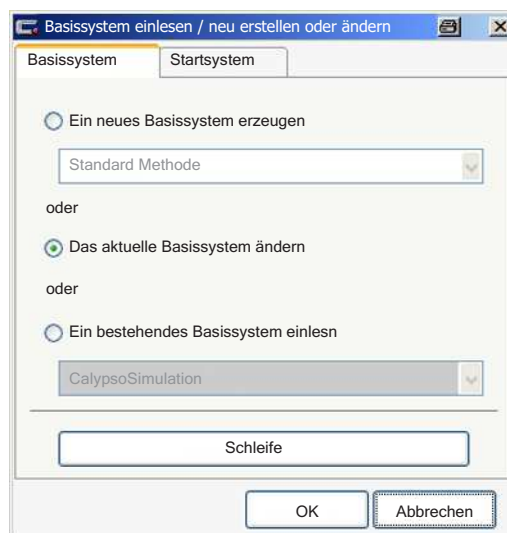 Basissystem einlesen / neu erstellen oder ändern
Basissystem Startsystem
Ein neues Basissystem erzeugen
Standard Methode
oder
Das aktuelle Basissystem ändern
oder
Ein bestehendes Basissystem einlesn
CalypsoSimulation
Schleife
OK Abbrechen